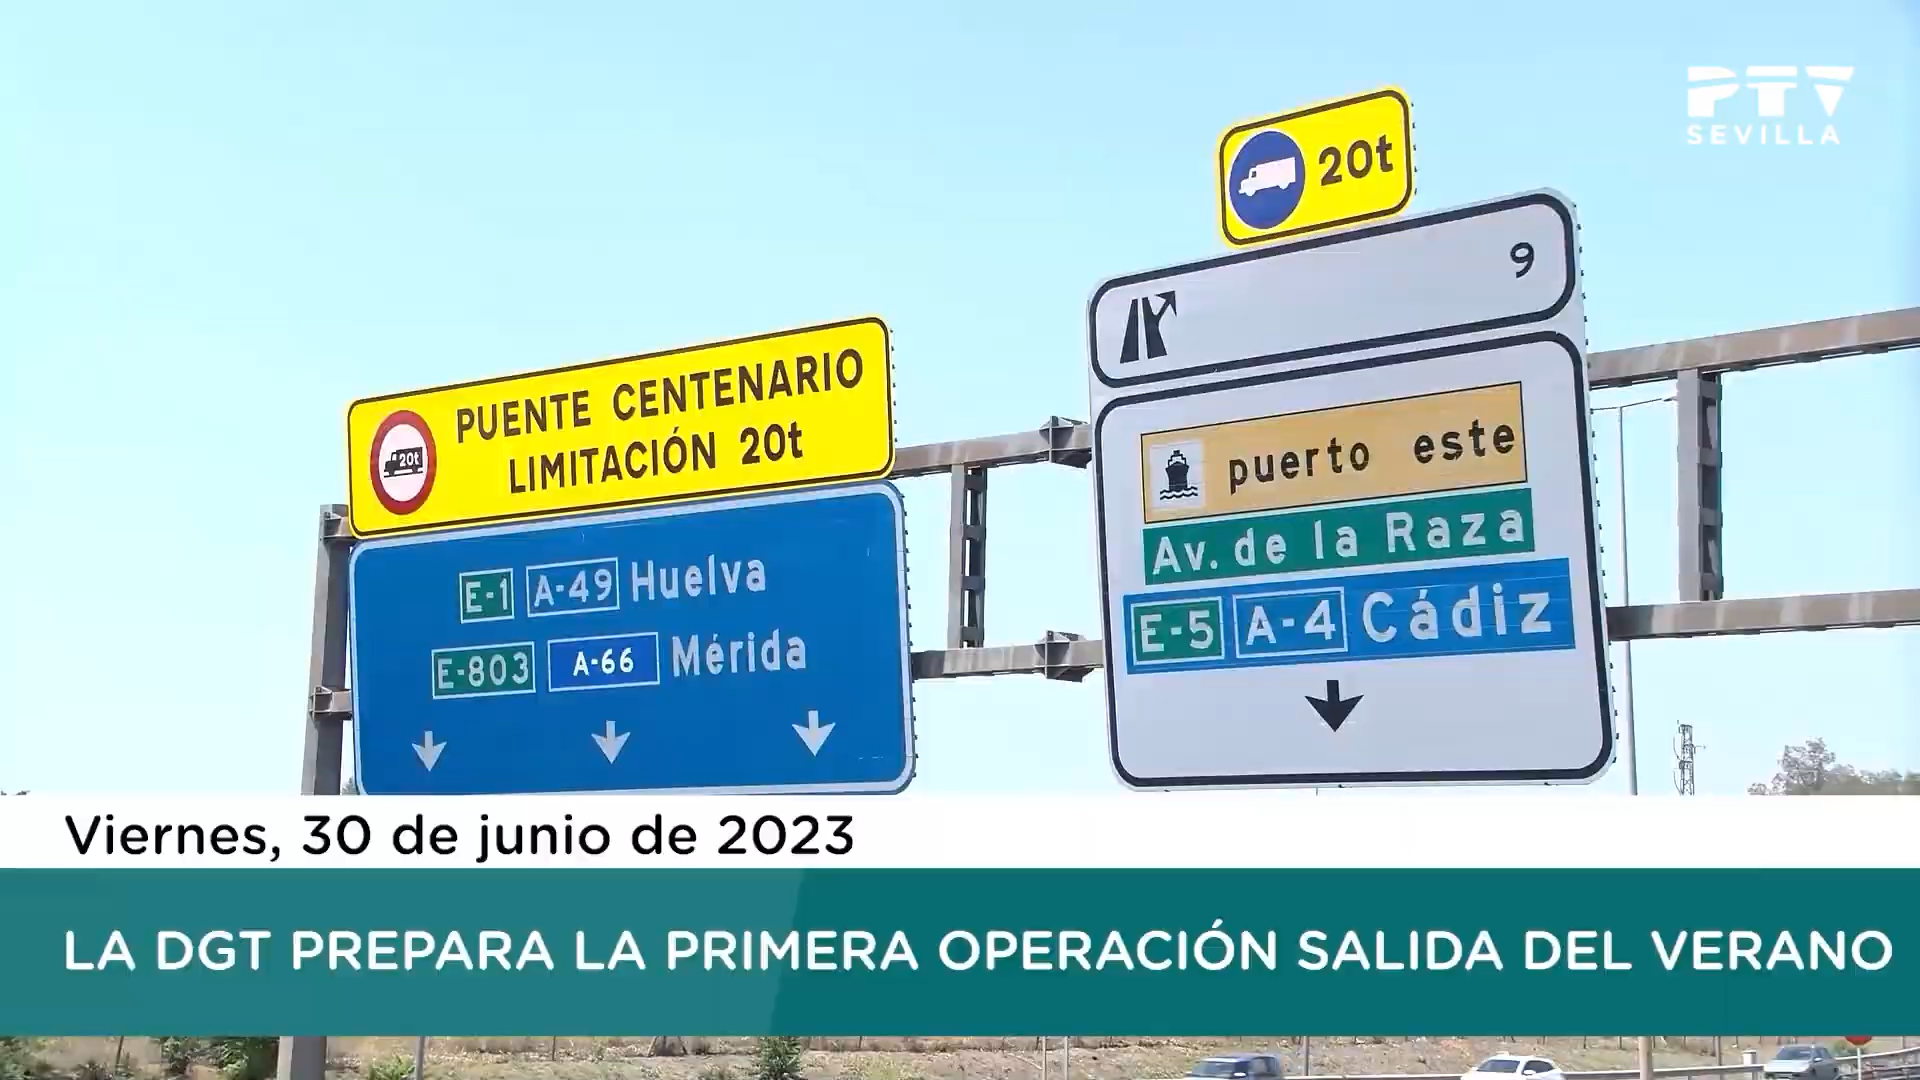 PTV
SEVILLA
20t
9
PUENTE CENTENARIO
LIMITACIÓN 20t
20t
puerto este
Av. de la Raza
E-5 A-4 Cádiz
E-1 A-49 Huelva
E-803 A-66 Mérida
Viernes, 30 de junio de 2023
LA DGT PREPARA LA PRIMERA OPERACIÓN SALIDA DEL VERANO